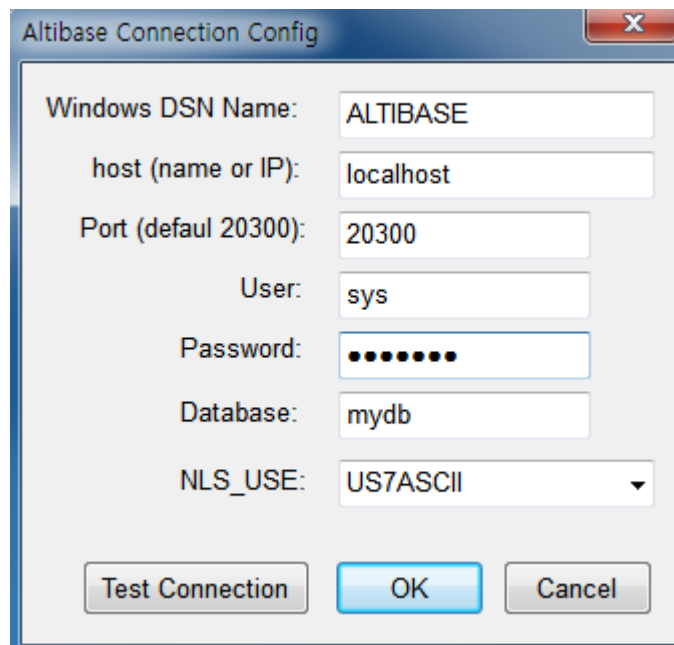 Altibase Connection Config
Windows DSN Name: ALTIBASE
host (name or IP): localhost
Port (defaul 20300): 20300
User: sys
Password: •••••••
Database: mydb
NLS_USE: US7ASCII
Test Connection OK Cancel